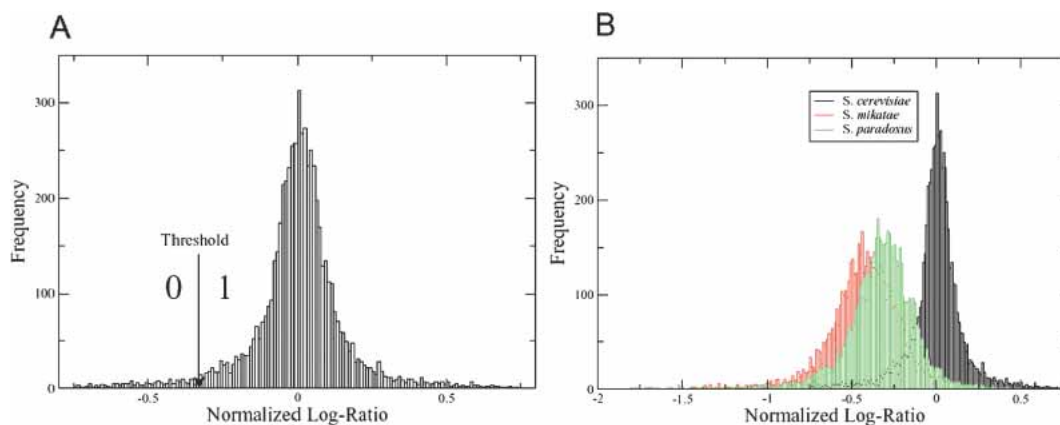 A
300
200
100
0
Frequency
Threshold
0 1
-0.5
0
0.5
Normalized Log-Ratio
B
S. cerevisiae
S. mikatae
S. paradoxus
300
200
100
0
Frequency
-2
-1.5
-1
-0.5
0
0.5
Normalized Log-Ratio